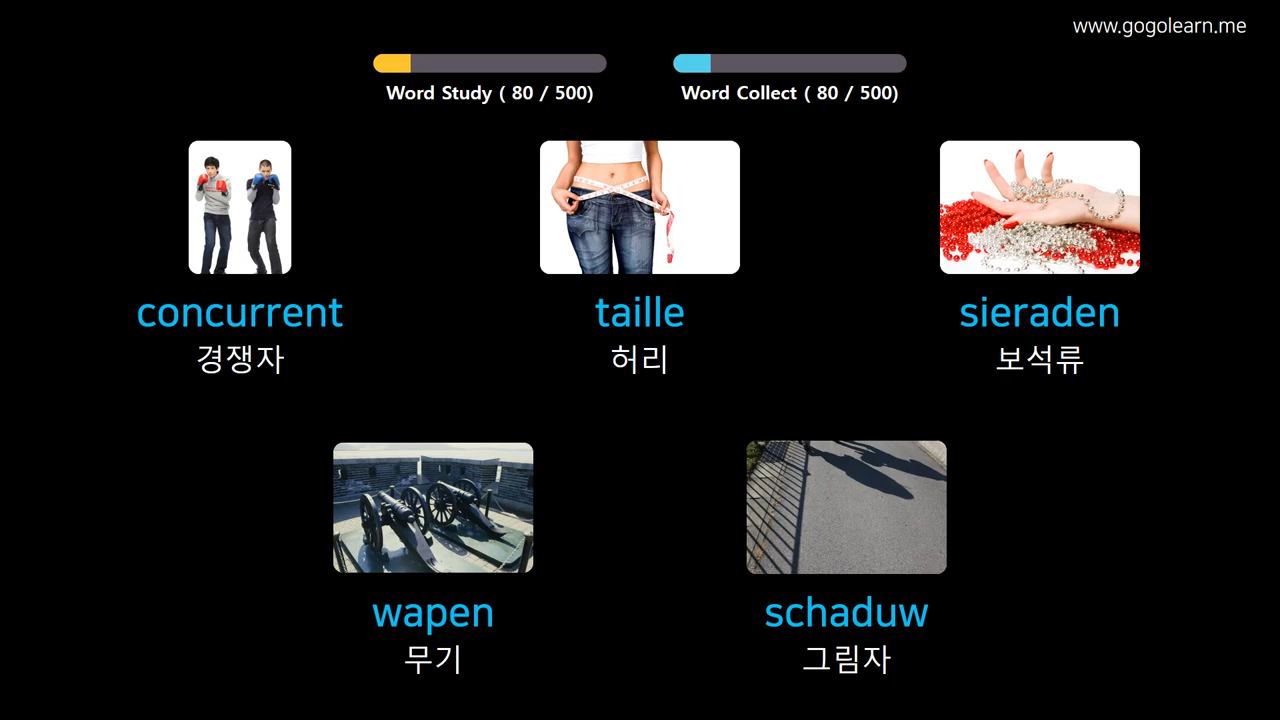 www.gogolearn.me
Word Study ( 80 / 500)
Word Collect ( 80 / 500)
concurrent
경쟁자
taille
허리
sieraden
보석류
wapen
무기
schaduw
그림자